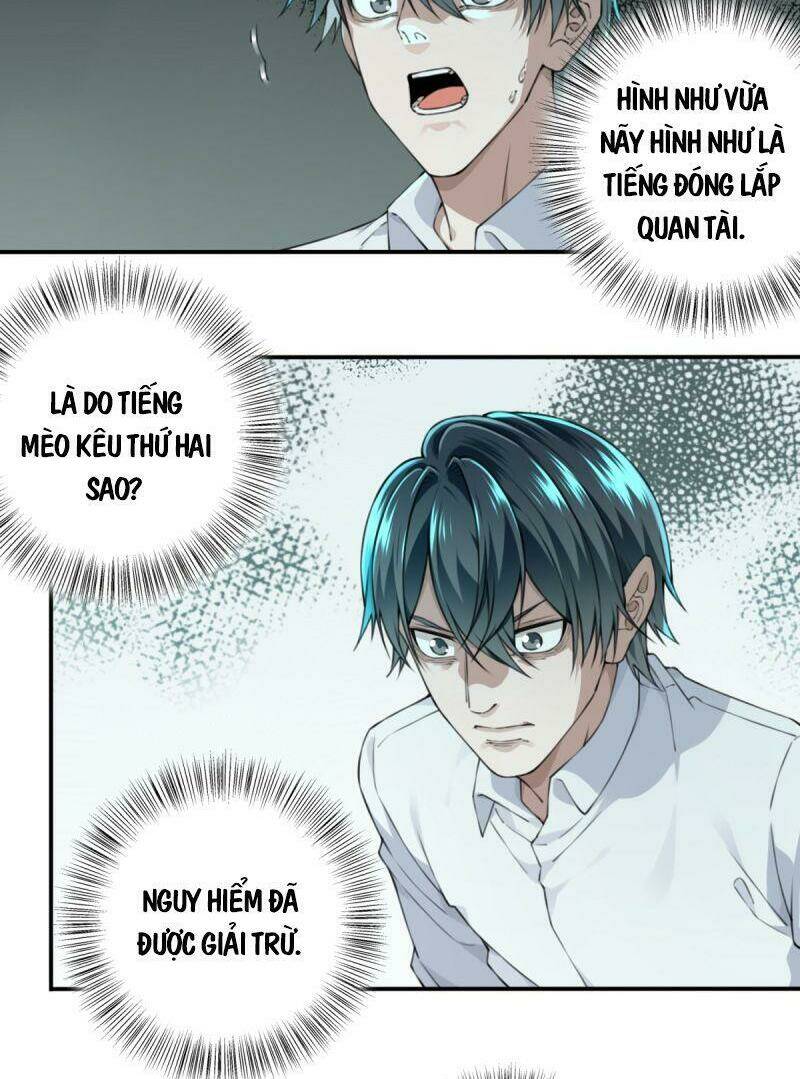 HÌNH NHƯ VỪA
NÃY HÌNH NHƯ LÀ
TIẾNG ĐÓNG LẮP
QUAN TÀI.
LÀ DO TIẾNG
MÈO KÊU THỨ HAI
SAO?
NGUY HIỂM ĐÃ
ĐƯỢC GIẢI TRỪ.